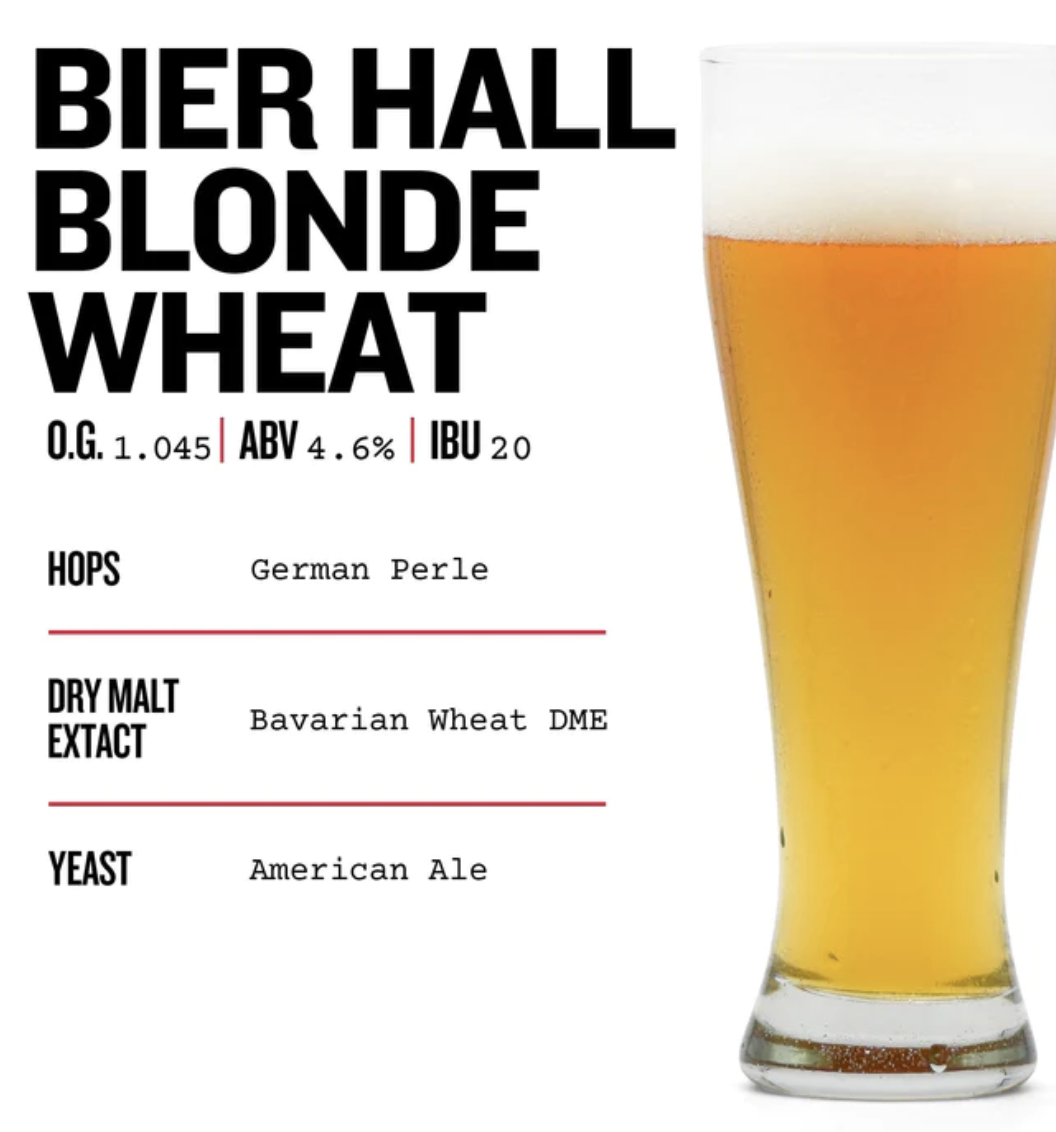 BIER HALL
BLONDE
WHEAT
O.G. 1.045 | ABV 4.6% | IBU 20
HOPS German Perle
DRY MALT
EXTACT Bavarian Wheat DME
YEAST American Ale